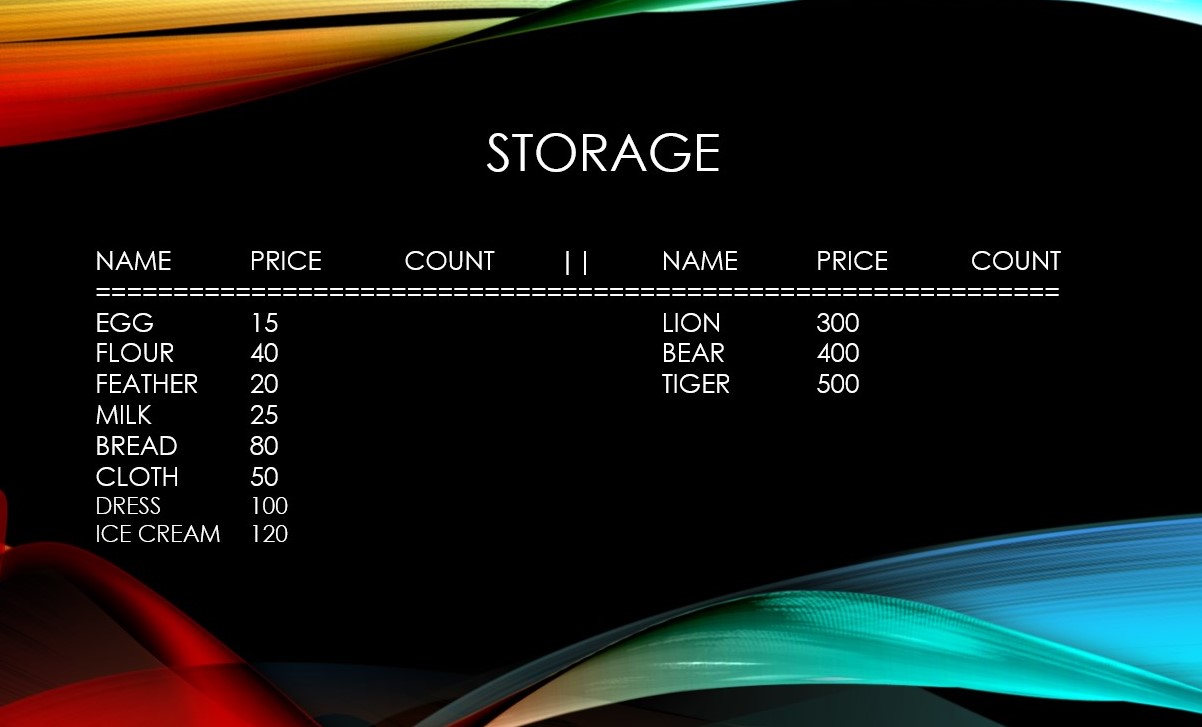 STORAGE
NAME PRICE COUNT || NAME PRICE COUNT
==============================================================
EGG 15 LION 300
FLOUR 40 BEAR 400
FEATHER 20 TIGER 500
MILK 25
BREAD 80
CLOTH 50
DRESS 100
ICE CREAM 120